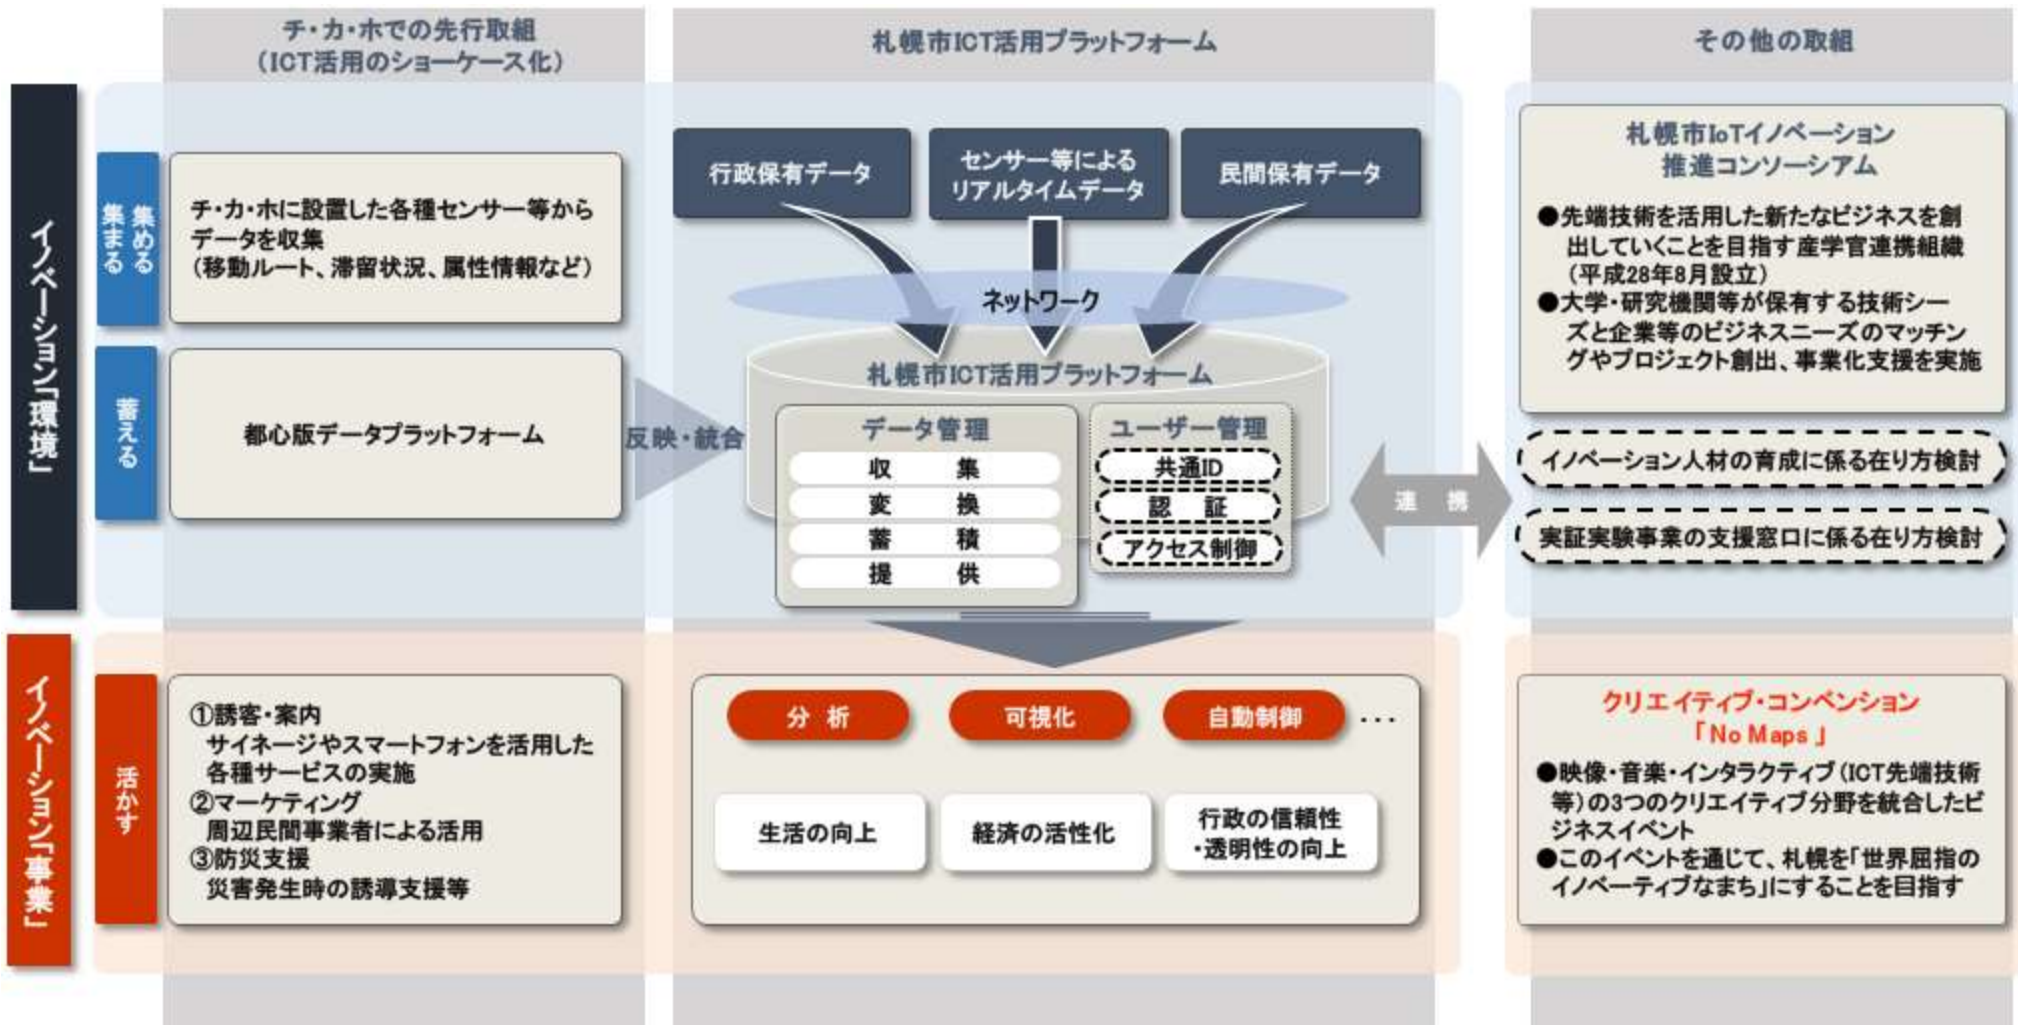 チ・カ・ホでの先行取組
（ICT活用のショーケース化）
札幌市ICT活用プラットフォーム
その他の取組
イノベーション「環境」
集める
集まる
チ・カ・ホに設置した各種センサー等から
データを収集
（移動ルート、滞留状況、属性情報など）
蓄える
都心版データプラットフォーム
反映・統合
行政保有データ
センサー等による
リアルタイムデータ
民間保有データ
ネットワーク
札幌市ICT活用プラットフォーム
データ管理
収　集
変　換
蓄　積
提　供
ユーザー管理
共通ID
認　証
アクセス制御
連　携
札幌市IoTイノベーション
推進コンソーシアム
●先端技術を活用した新たなビジネスを創
出していくことを目指す産学官連携組織
（平成28年8月設立）
●大学・研究機関等が保有する技術シー
ズと企業等のビジネスニーズのマッチン
グやプロジェクト創出、事業化支援を実施
イノベーション人材の育成に係る在り方検討
実証実験事業の支援窓口に係る在り方検討
イノベーション「事業」
活かす
①誘客・案内
サイネージやスマートフォンを活用した
各種サービスの実施
②マーケティング
周辺民間事業者による活用
③防災支援
災害発生時の誘導支援等
分　析
可視化
自動制御
・・・
生活の向上
経済の活性化
行政の信頼性
・透明性の向上
クリエイティブ・コンベンション
「No Maps」
●映像・音楽・インタラクティブ（ICT先端技術
等）の3つのクリエイティブ分野を統合したビ
ジネスイベント
●このイベントを通じて、札幌を「世界屈指の
イノベーティブなまち」にすることを目指す